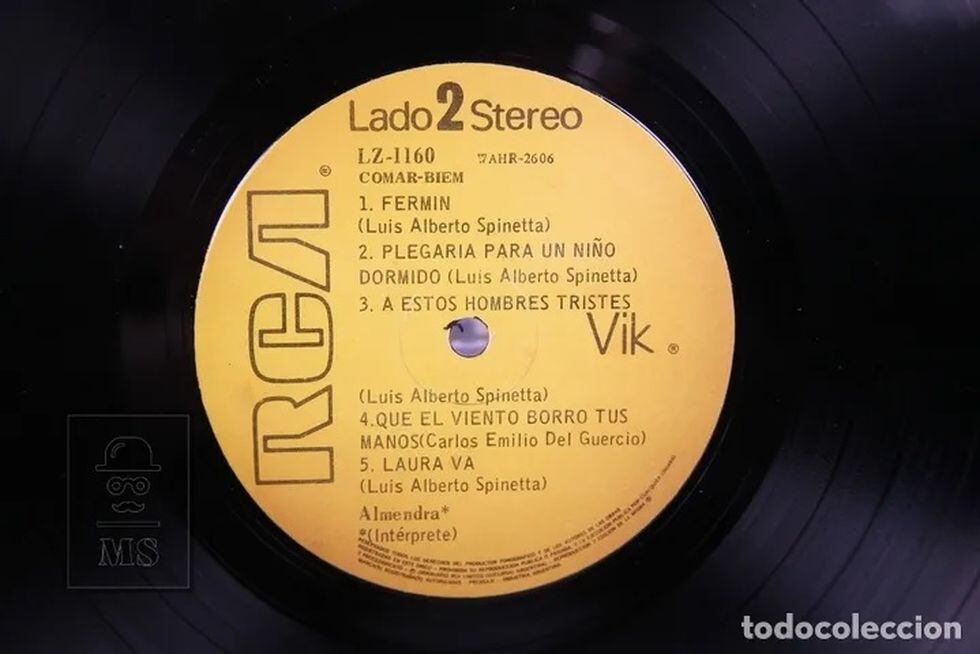 Lado 2 Stereo
LZ-1160 WAHR-2606
COMAR-BIEM
1. FERMIN
(Luis Alberto Spinetta)
2. PLEGARIA PARA UN NIÑO
DORMIDO (Luis Alberto Spinetta)
3. A ESTOS HOMBRES TRISTES
Vik ®
(Luis Alberto Spinetta)
4.QUE EL VIENTO BORRO TUS
MANOS(Carlos Emilio Del Guercio)
5. LAURA VA
(Luis Alberto Spinetta)
Almendra*
*(Intérprete)
RCA ®
MS
todocoleccion